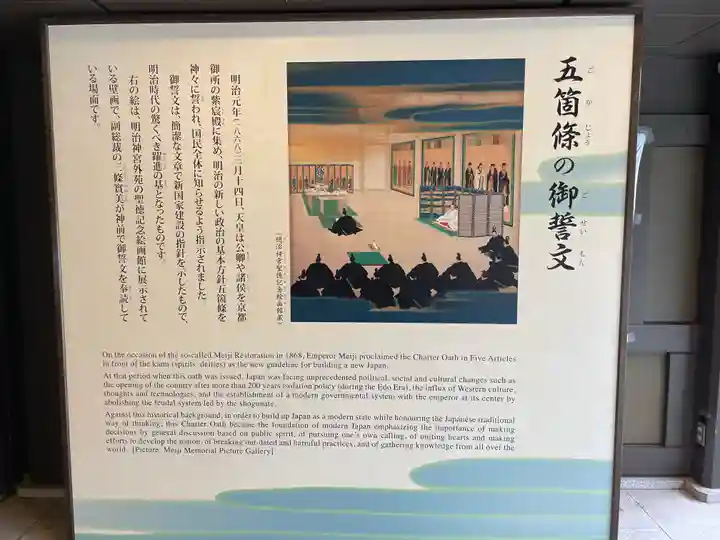 五箇條の御誓文
ご か じょう ご せい もん
明治元年(一八六八)三月十四日、天皇は公卿や諸侯を京都
御所の紫宸殿に集め、明治の新しい政治の基本方針五箇條を
神々に誓われ、国民全体に知らせるよう指示されました
御誓文は、簡潔な文章で新国家建設の指針を示したもので、
明治時代の驚くべき躍進の基となったものです。
右の絵は、明治神宮外苑の聖徳記念絵画館に展示されて
いる壁画で、副総裁の三條實美が神前で御誓文を奉読して
いる場面です。
(明治神宮聖徳記念絵画館蔵)
On the occasion of the so-called Meiji Restoration in 1868, Emperor Meiji proclaimed the Charter Oath in Five Articles
in front of the kami (spirits, deities) as the new guideline for building a new Japan.
At that period when this oath was issued, Japan was facing unprecedented political, social and cultural changes such as
the opening of the country after more than 200 years isolation policy (during the Edo Era), the influx of Western culture,
thoughts and technologies, and the establishment of a modern governmental system with the emperor at its center by
abolishing the feudal system led by the shogunate.
Against this historical background, in order to build up Japan as a modern state while honouring the Japanese traditional
way of thinking, this Charter Oath became the foundation of modern Japan emphasizing the importance of making
decisions by general discussion based on public spirit, of pursuing one's own calling, of uniting hearts and making
efforts to develop the nation, of breaking out-dated and harmful practices, and of gathering knowledge from all over the
world. [Picture: Meiji Memorial Picture Gallery]